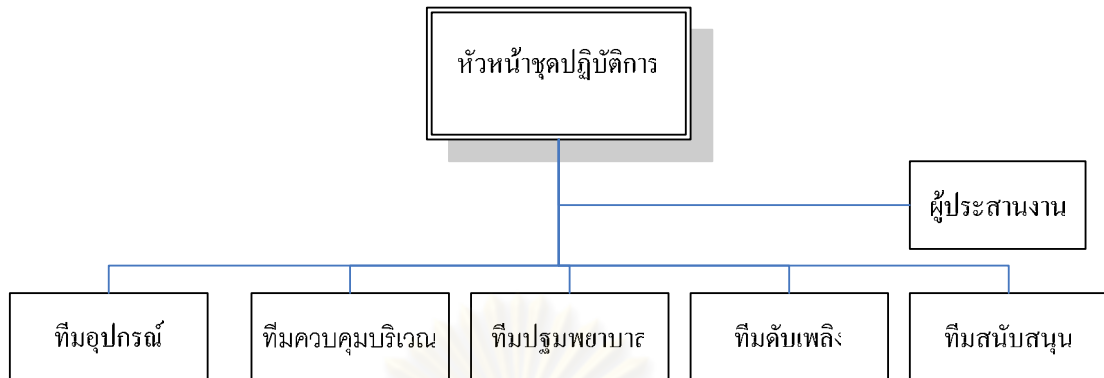 หัวหน้าชุดปฏิบัติการ
ผู้ประสานงาน
ทีมอุปกรณ์
ทีมควบคุมบริเวณ
ทีมปฐมพยาบาล
ทีมดับเพลิง
ทีมสนับสนุน